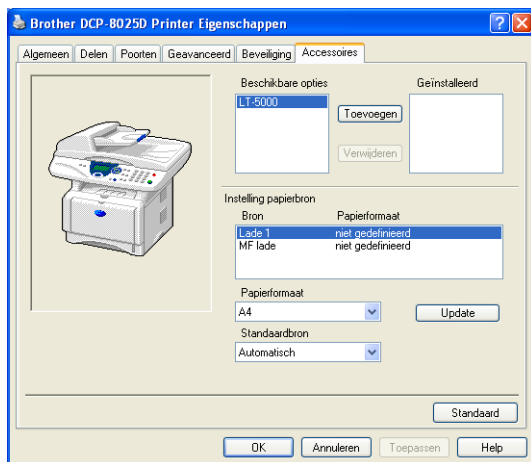 Brother DCP-8025D Printer Eigenschappen
Algemeen Delen Poorten Geavanceerd Beveiliging Accessoires
Beschikbare opties Geïnstalleerd
LT-5000
Toevoegen
Verwijderen
Instelling papierbron
Bron Papierformaat
Lade 1 niet gedefinieerd
MF lade niet gedefinieerd
Papierformaat
A4 Update
Standaardbron
Automatisch
Standaard
OK Annuleren Toepassen Help